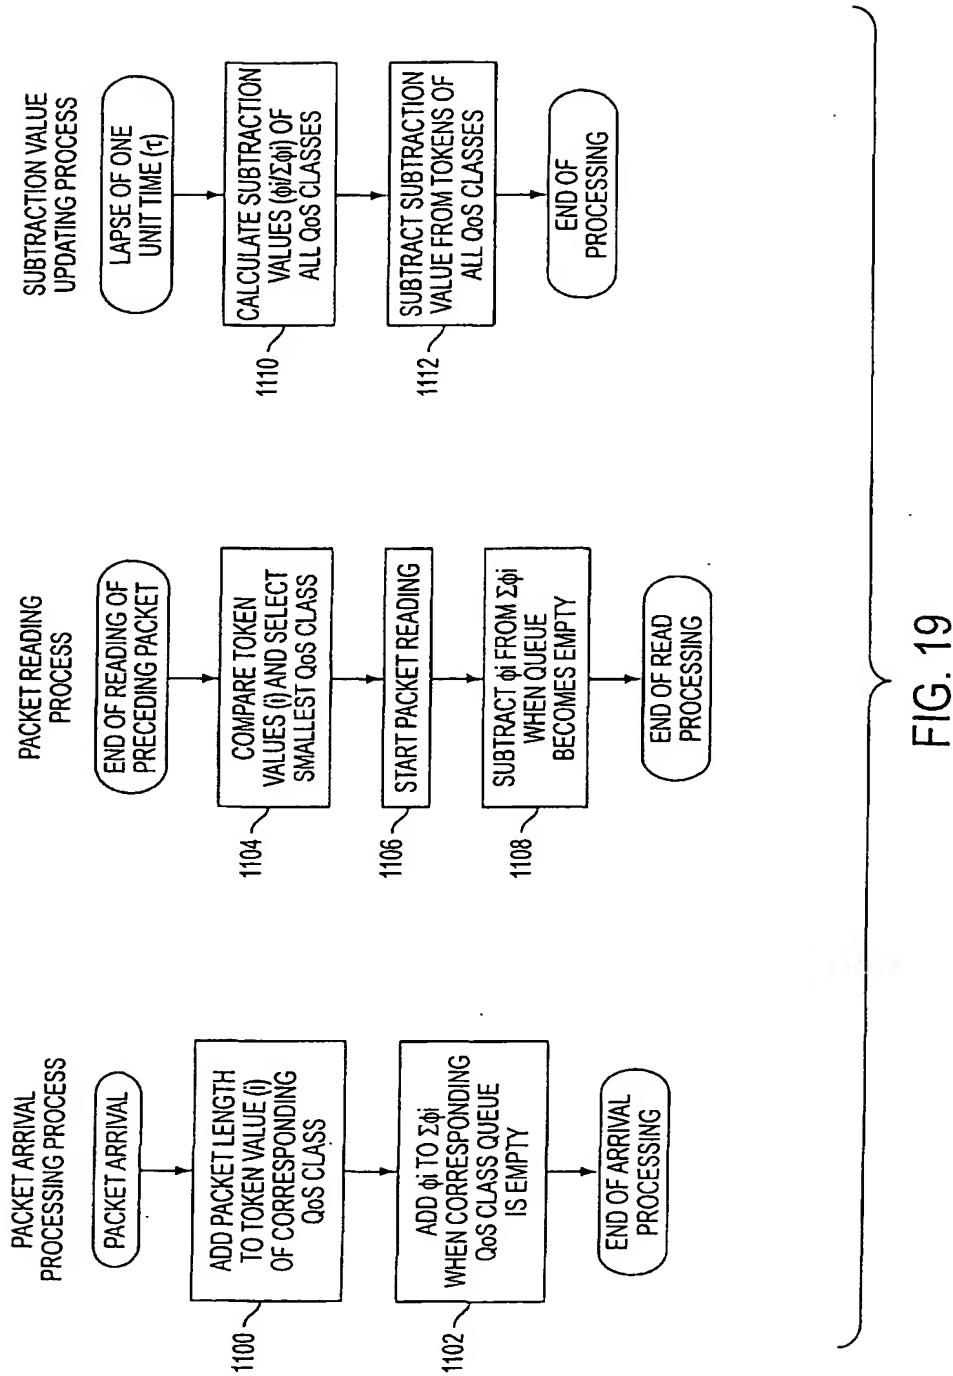 PACKET ARRIVAL
PROCESSING PROCESS
PACKET ARRIVAL
ADD PACKET LENGTH
TO TOKEN VALUE (i)
OF CORRESPONDING
QoS CLASS
1100
ADD ϕi TO Σϕi
WHEN CORRESPONDING
QoS CLASS QUEUE
IS EMPTY
1102
END OF ARRIVAL
PROCESSING
PACKET READING
PROCESS
END OF READING OF
PRECEDING PACKET
COMPARE TOKEN
VALUES (i) AND SELECT
SMALLEST QoS CLASS
1104
START PACKET READING
1106
SUBTRACT ϕi FROM Σϕi
WHEN QUEUE
BECOMES EMPTY
1108
END OF READ
PROCESSING
SUBTRACTION VALUE
UPDATING PROCESS
LAPSE OF ONE
UNIT TIME (τ)
CALCULATE SUBTRACTION
VALUES (ϕi/Σϕi) OF
ALL QoS CLASSES
1110
SUBTRACT SUBTRACTION
VALUE FROM TOKENS OF
ALL QoS CLASSES
1112
END OF
PROCESSING
FIG. 19